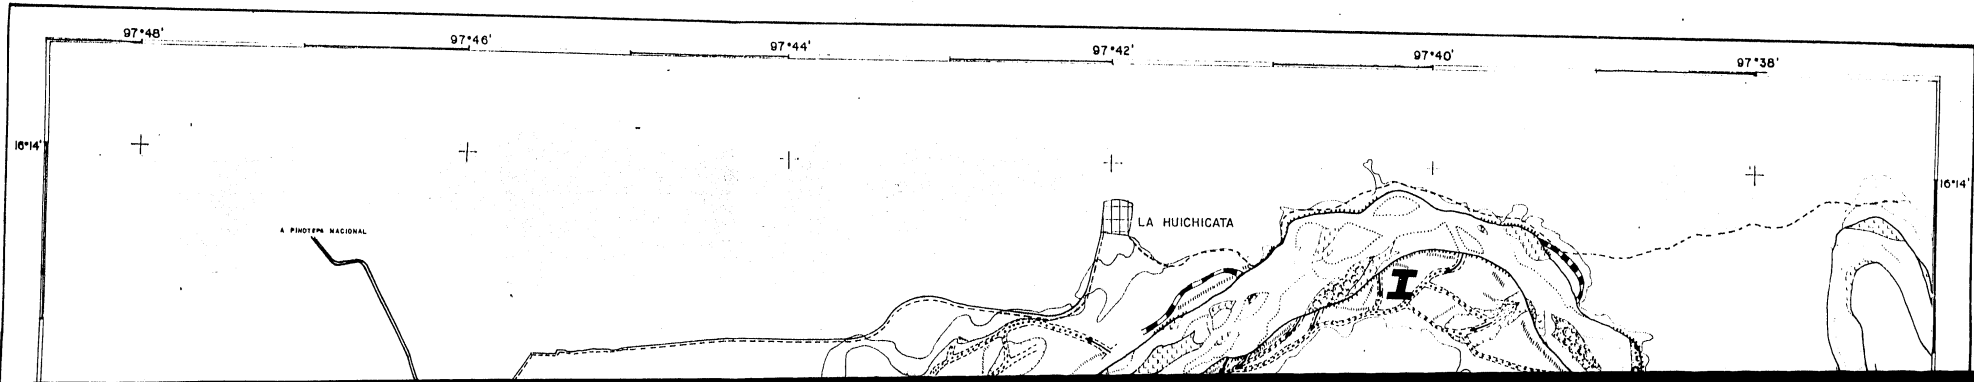 97°48' 97°46' 97°44' 97°42' 97°40' 97°38'
16°14' 16°14'
LA HUICHICATA
A PINOTEPA NACIONAL
I